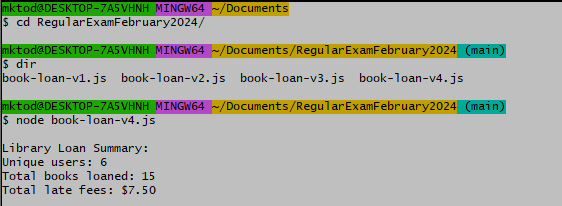 mktod@DESKTOP-7A5VHNH MINGW64 ~/Documents
$ cd RegularExamFebruary2024/
mktod@DESKTOP-7A5VHNH MINGW64 ~/Documents/RegularExamFebruary2024 (main)
$ dir
book-loan-v1.js  book-loan-v2.js  book-loan-v3.js  book-loan-v4.js
mktod@DESKTOP-7A5VHNH MINGW64 ~/Documents/RegularExamFebruary2024 (main)
$ node book-loan-v4.js
Library Loan Summary:
Unique users: 6
Total books loaned: 15
Total late fees: $7.50